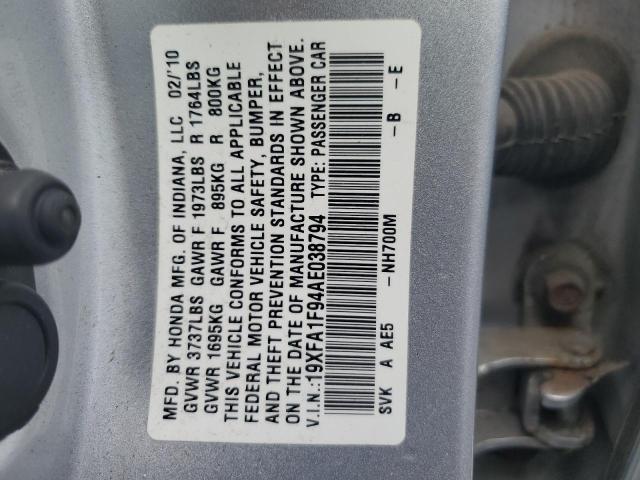 MFD. BY HONDA MFG. OF INDIANA, LLC 02/'10
GVWR 3737LBS GAWR F 1973LBS R 1764LBS
GVWR 1695KG GAWR F 895KG R 800KG
THIS VEHICLE CONFORMS TO ALL APPLICABLE
FEDERAL MOTOR VEHICLE SAFETY, BUMPER,
AND THEFT PREVENTION STANDARDS IN EFFECT
ON THE DATE OF MANUFACTURE SHOWN ABOVE.
V.I.N.:19XFA1F94AE038794 TYPE: PASSENGER CAR
SVK A AE5 -NH700M -B -E